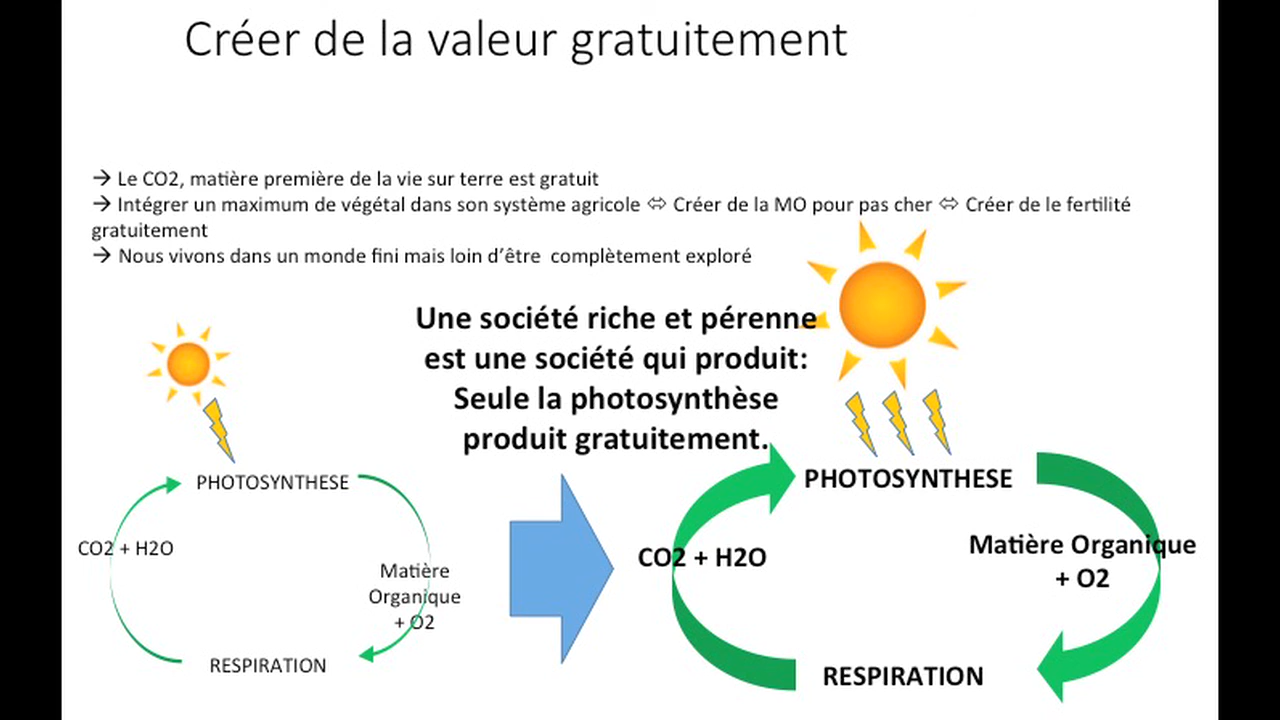 Créer de la valeur gratuitement
→ Le CO2, matière première de la vie sur terre est gratuit
→ Intégrer un maximum de végétal dans son système agricole ⇔ Créer de la MO pour pas cher ⇔ Créer de le fertilité
gratuitement
→ Nous vivons dans un monde fini mais loin d’être complètement exploré
Une société riche et pérenne
est une société qui produit:
Seule la photosynthèse
produit gratuitement.
PHOTOSYNTHESE
CO2 + H2O
Matière
Organique
+ O2
RESPIRATION
PHOTOSYNTHESE
CO2 + H2O
Matière Organique
+ O2
RESPIRATION